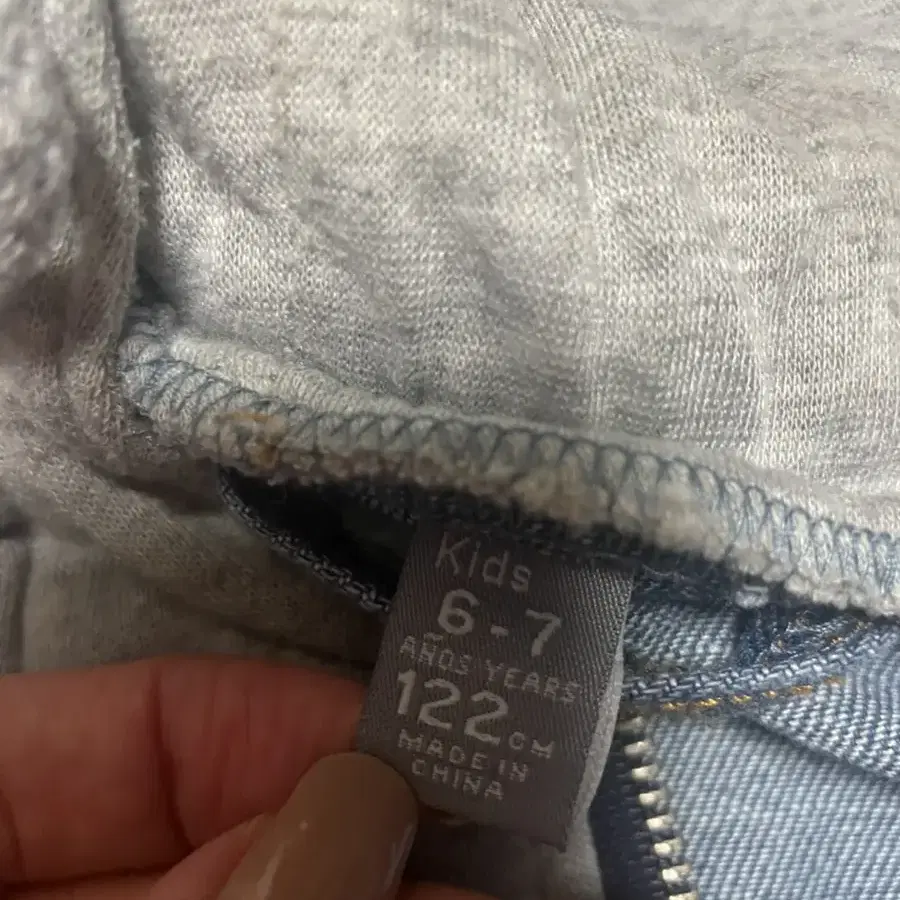 Kids
6-7
AÑOS YEARS
122 CM
MADE IN
CHINA